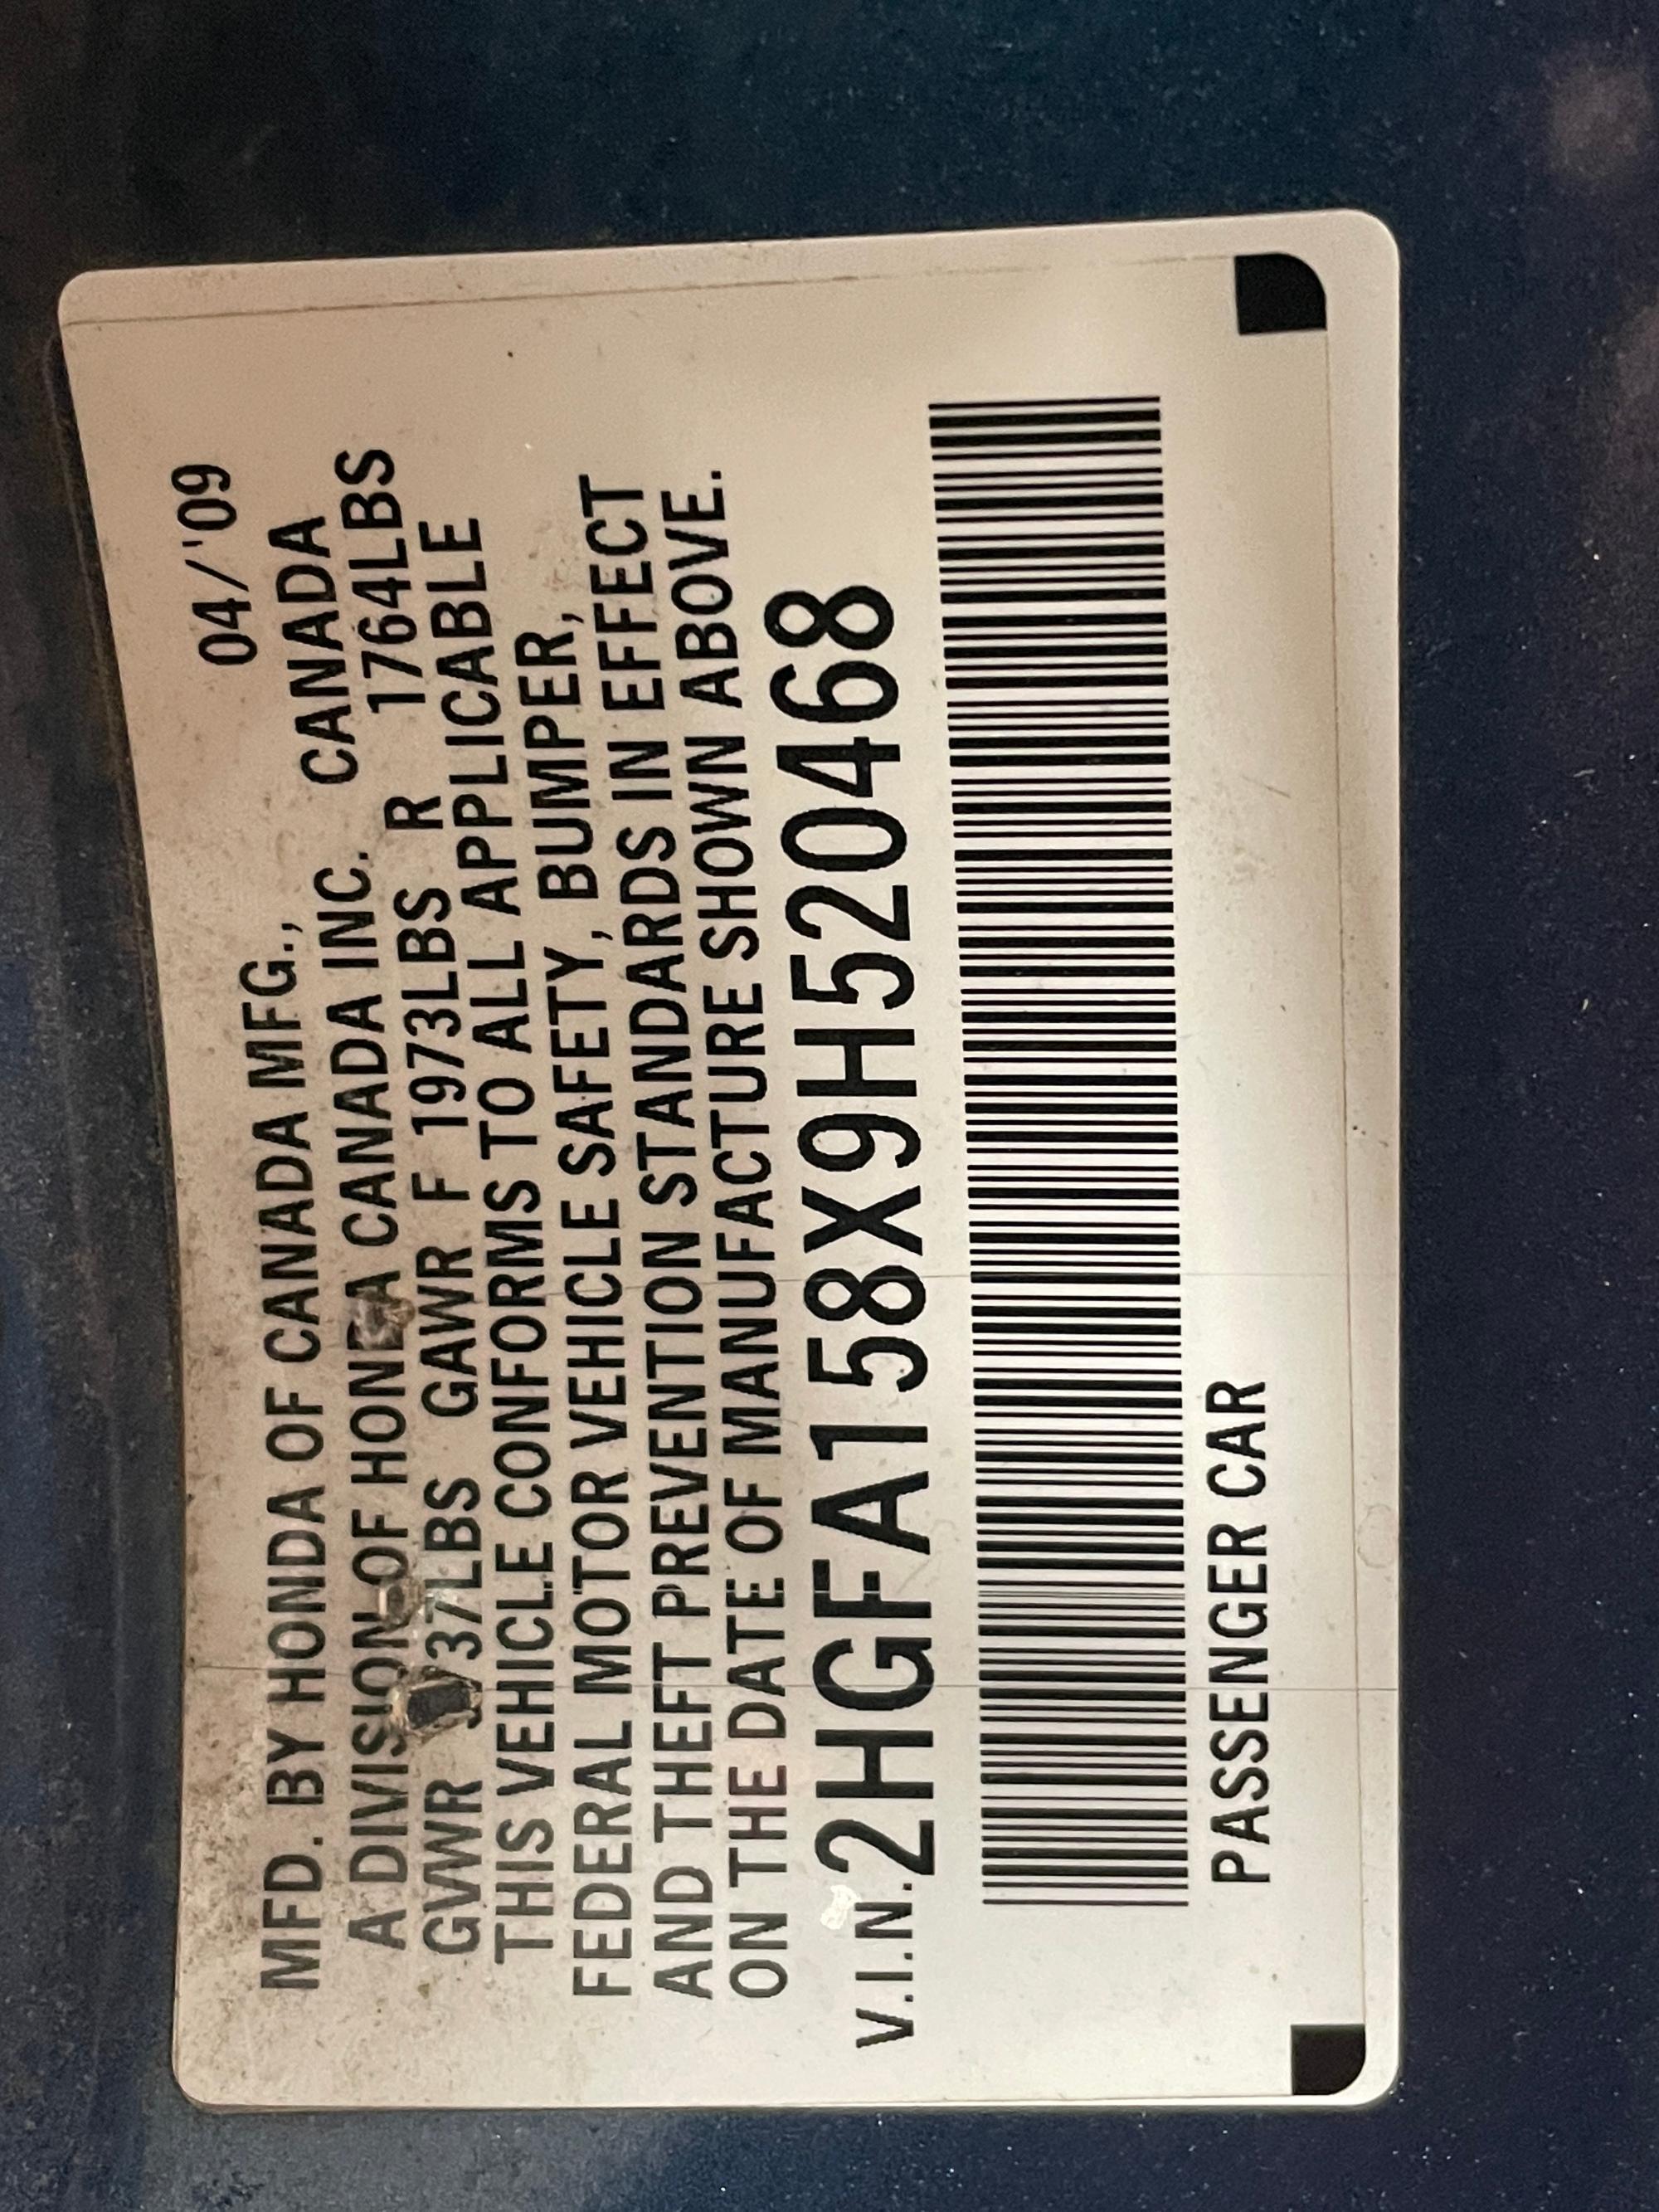 04/'09
MFD. BY HONDA OF CANADA MFG., CANADA
A DIVISION OF HONDA CANADA INC.
GVWR GAWR F 1973LBS R 1764LBS
THIS VEHICLE CONFORMS TO ALL APPLICABLE
FEDERAL MOTOR VEHICLE SAFETY, BUMPER,
AND THEFT PREVENTION STANDARDS IN EFFECT
ON THE DATE OF MANUFACTURE SHOWN ABOVE.
V.I.N. 2HGFA158X9H520468
PASSENGER CAR